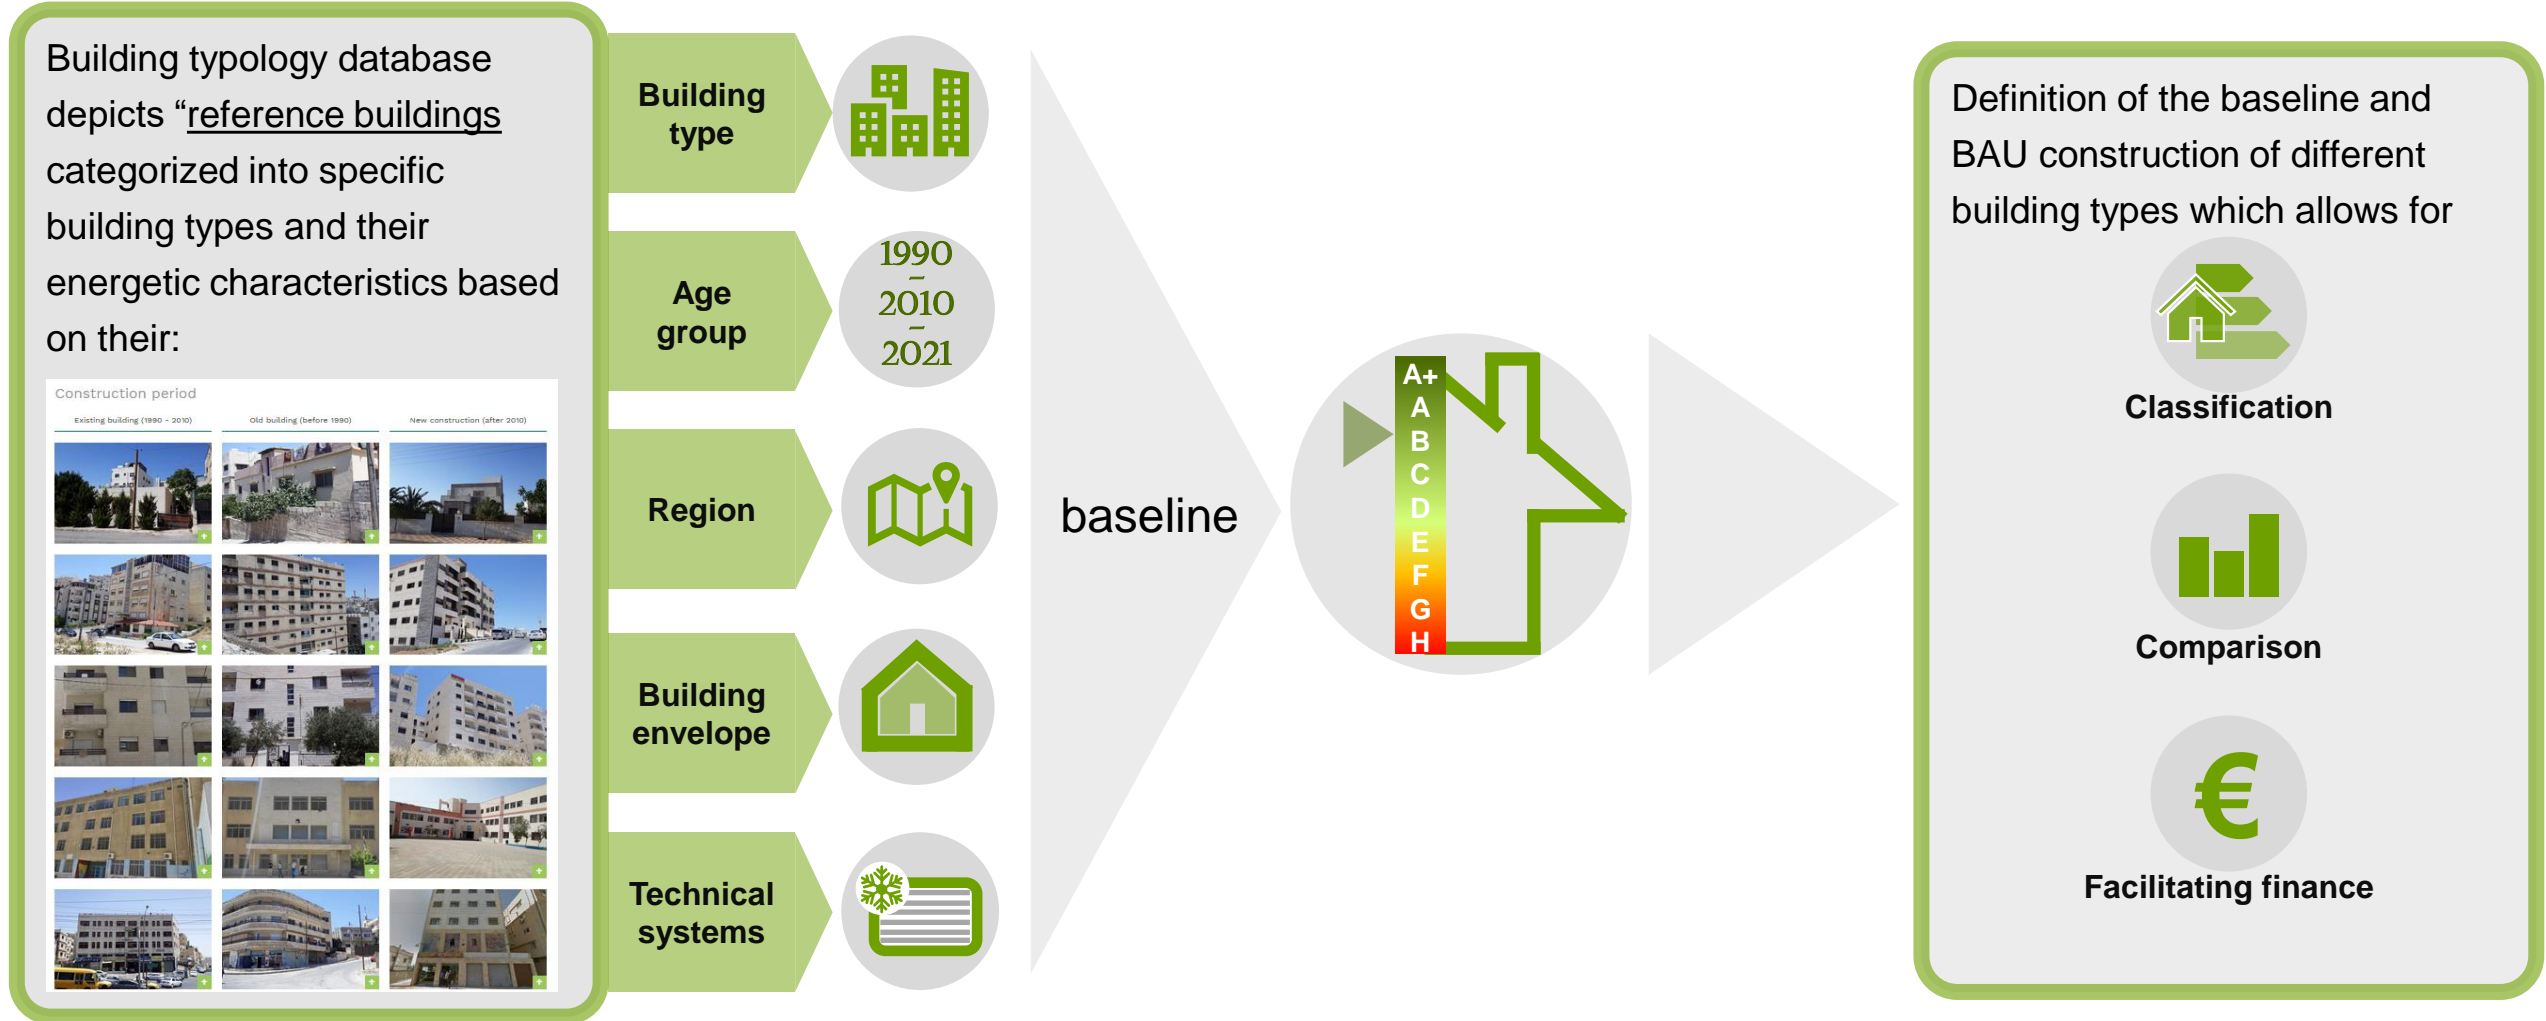 Building typology database
depicts “reference buildings
categorized into specific
building types and their
energetic characteristics based
on their:
Construction period
Existing building (1990 - 2010)
Old building (before 1990)
New construction (after 2010)
Building
type
Age
group
1990
–
2010
–
2021
Region
Building
envelope
Technical
systems
baseline
A+
A
B
C
D
E
F
G
H
Definition of the baseline and
BAU construction of different
building types which allows for
Classification
Comparison
€
Facilitating finance